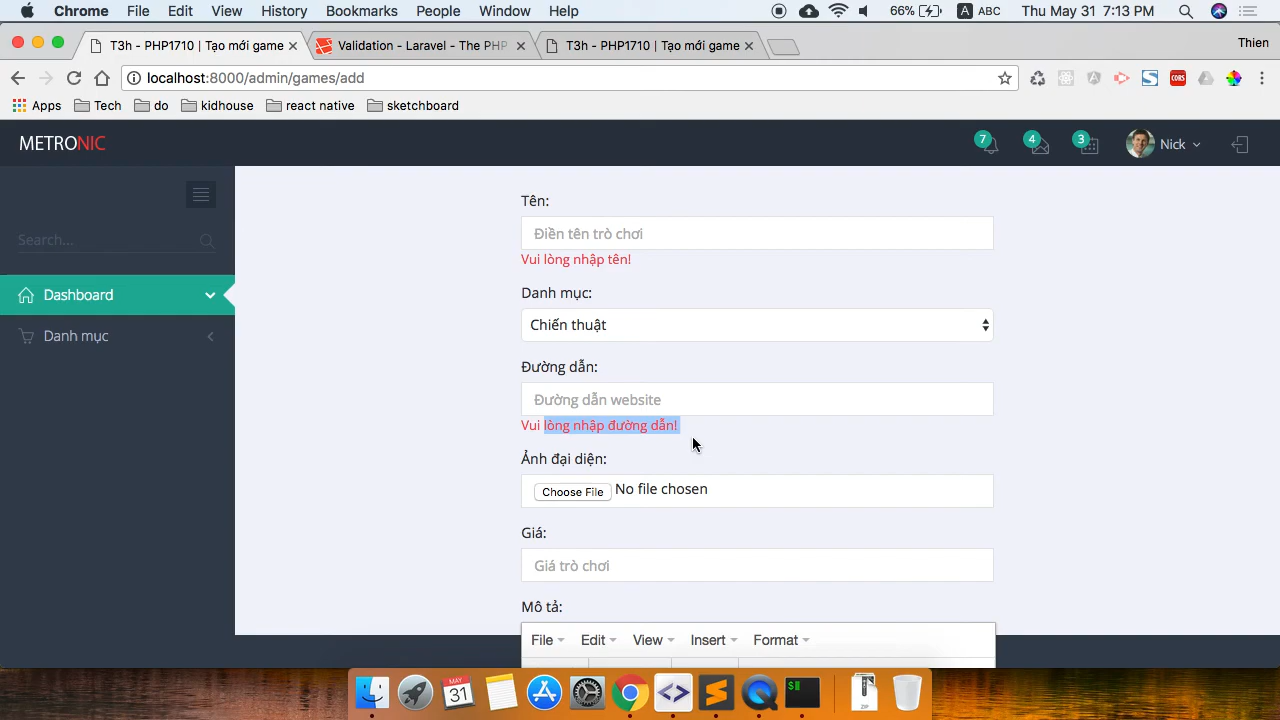 Chrome File Edit View History Bookmarks People Window Help 66% A ABC Thu May 31 7:13 PM
T3h - PHP1710 | Tạo mới game Validation - Laravel - The PHP T3h - PHP1710 | Tạo mới game Thien
localhost:8000/admin/games/add CORS
Apps Tech do kidhouse react native sketchboard
METRONIC 7 4 3 Nick
Search...
Dashboard
Danh mục
Tên:
Điền tên trò chơi
Vui lòng nhập tên!
Danh mục:
Chiến thuật
Đường dẫn:
Đường dẫn website
Vui lòng nhập đường dẫn!
Ảnh đại diện:
Choose File No file chosen
Giá:
Giá trò chơi
Mô tả:
File Edit View Insert Format
MAY
31
ZIP